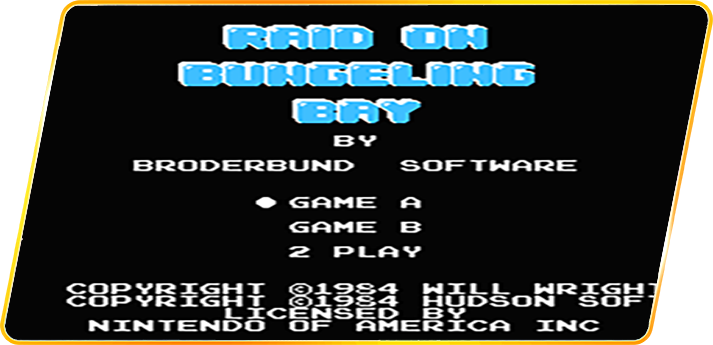 RAID ON
BUNGELING
BAY
BY
BRODERBUND SOFTWARE
GAME A
GAME B
2 PLAY
COPYRIGHT ©1984 WILL WRIGHT
COPYRIGHT ©1984 HUDSON SOFT
LICENSED BY
NINTENDO OF AMERICA INC